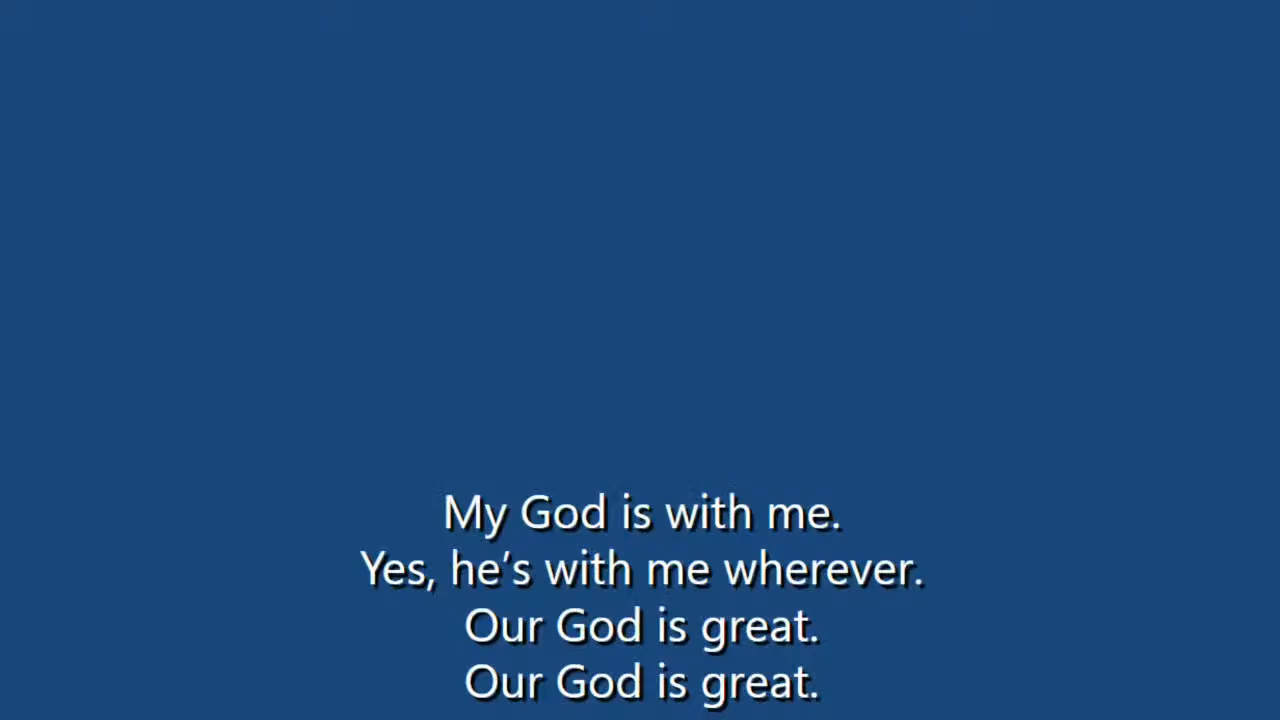 My God is with me.
Yes, he’s with me wherever.
Our God is great.
Our God is great.